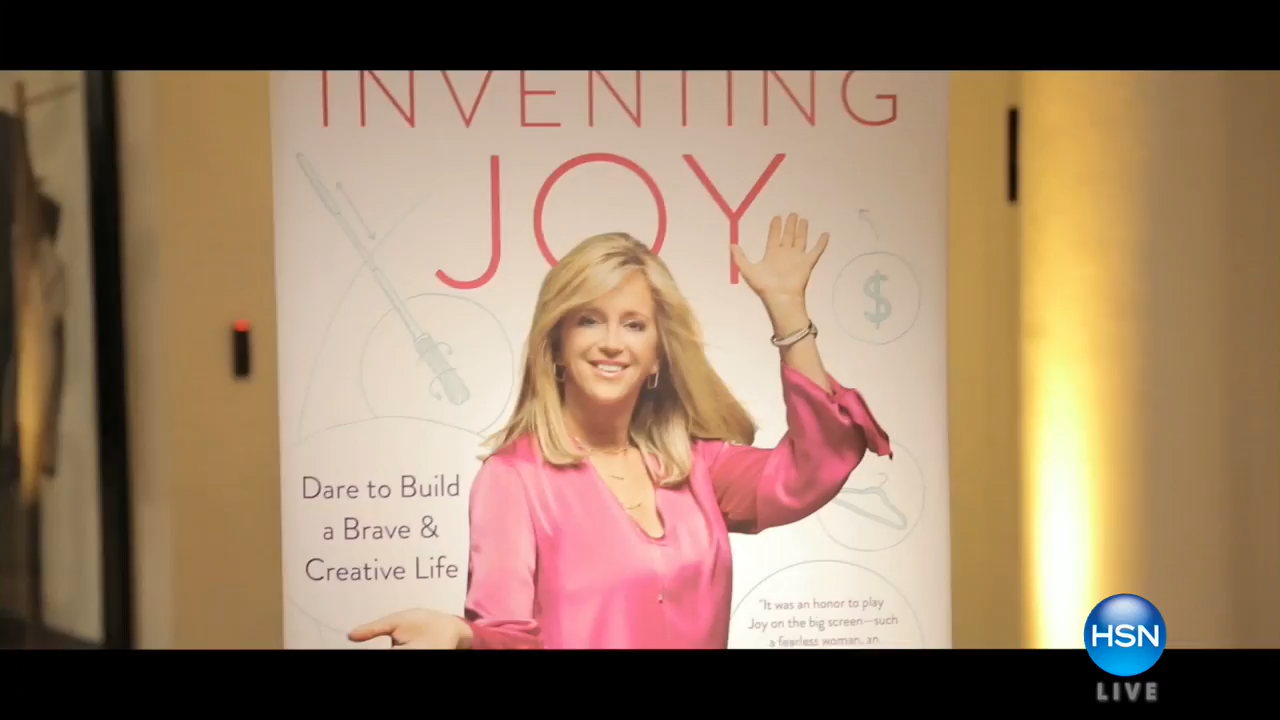 INVENTING
JOY
$
Dare to Build
a Brave &
Creative Life
"It was an honor to play
Joy on the big screen—such
a fearless woman, an
HSN
LIVE